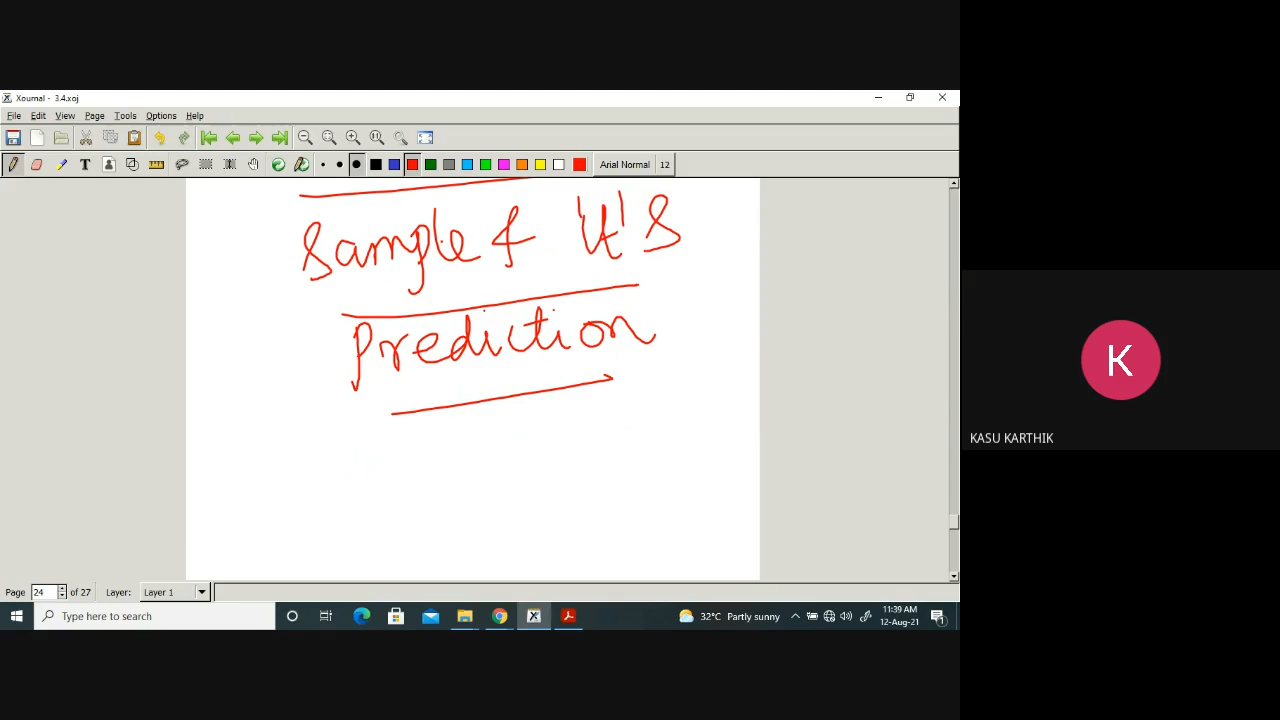 Xournal - 3.4.xoj
File Edit View Page Tools Options Help
Arial Normal 12
Sample & 'it'S
Prediction
K
KASU KARTHIK
Page 24 of 27 Layer: Layer 1
Type here to search
32°C Partly sunny
11:39 AM
12-Aug-21
1